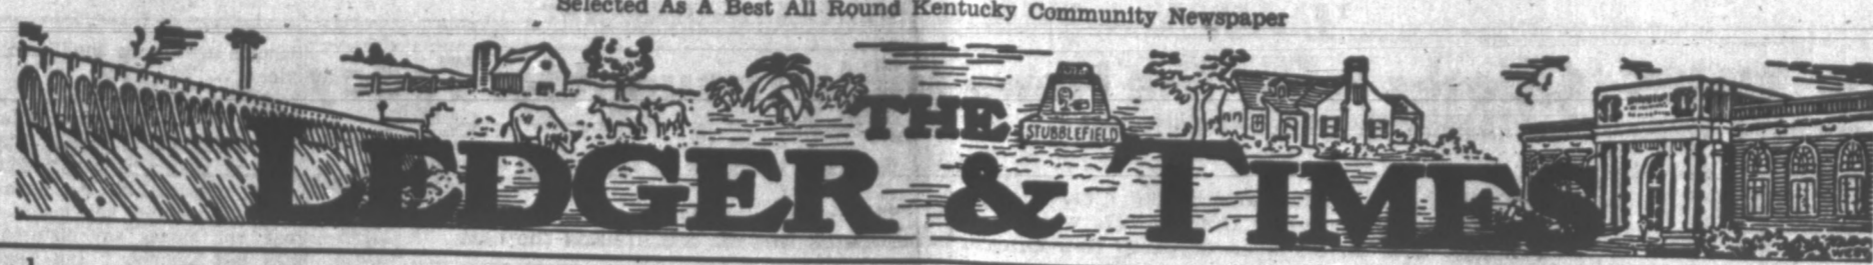 Selected As A Best All Round Kentucky Community Newspaper
THE
STUBBLEFIELD
LEDGER & TIMES